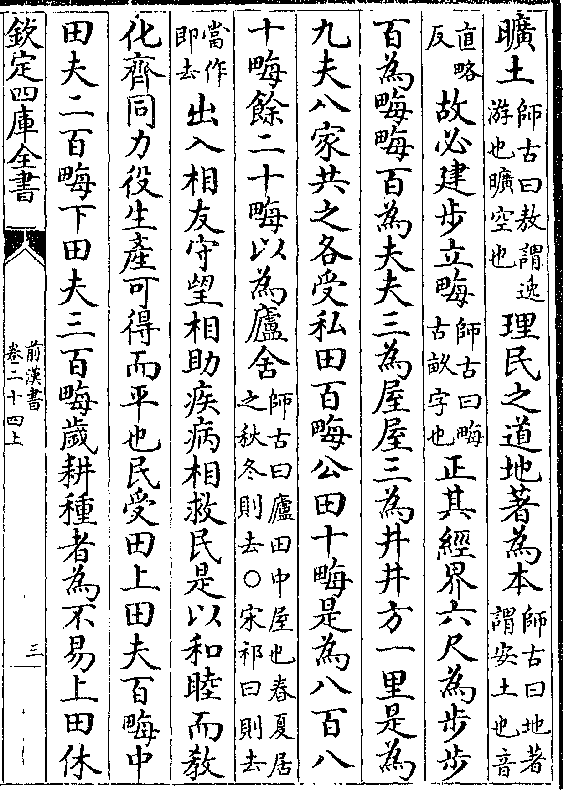 曠土師古曰敖謂逸游也曠空也理民之道地著為本師古曰地著謂安土也音
直略反故必建步立畮師古曰畮古畝字也正其經界六尺為步步
百為畮畮百為夫夫三為屋屋三為井井方一里是為
九夫八家共之各受私田百畮公田十畮是為八百八
十畮餘二十畮以為廬舍師古曰廬田中屋也春夏居之秋冬則去○宋祁曰則去
當作即去出入相友守望相助疾病相救民是以和睦而教
化齊同力役生產可得而平也民受田上田夫百畮中
田夫二百畮下田夫三百畮歲耕種者為不易上田休
欽定四庫全書
前漢書
卷二十四上
三